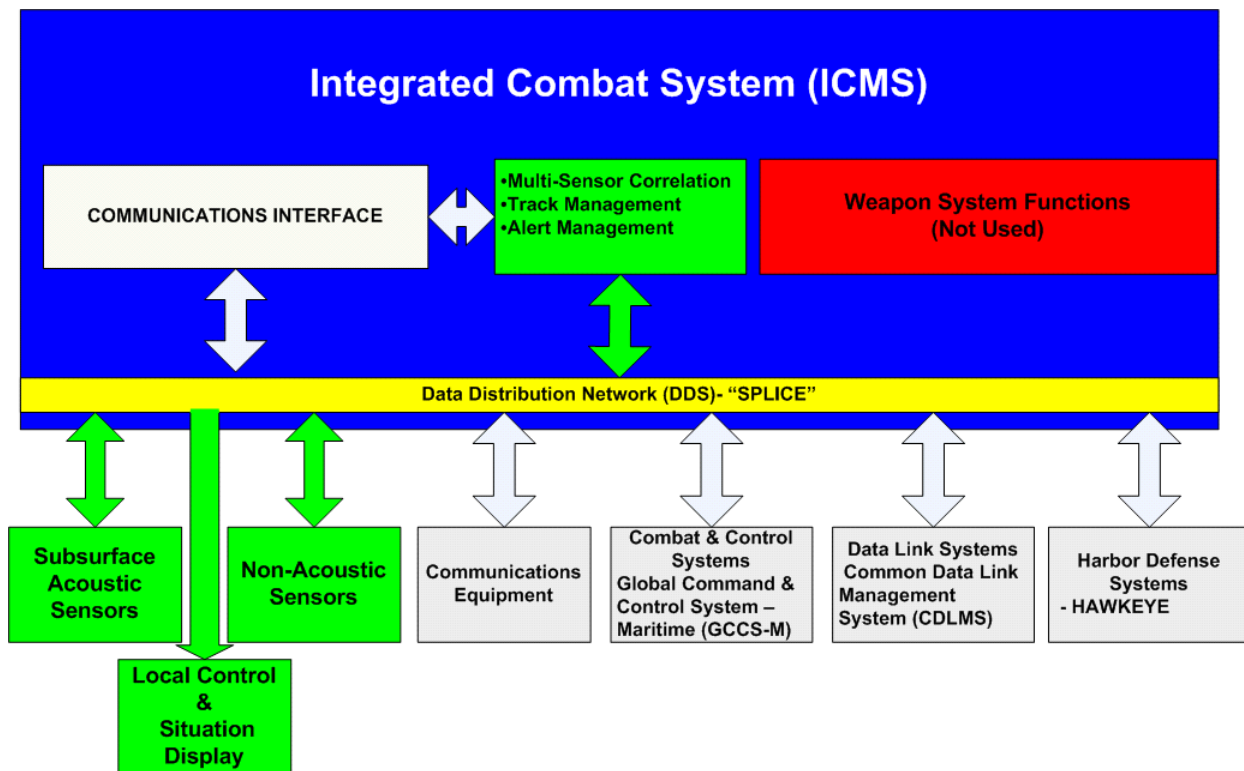 Integrated Combat System (ICMS)
COMMUNICATIONS INTERFACE
•Multi-Sensor Correlation
•Track Management
•Alert Management
Weapon System Functions
(Not Used)
Data Distribution Network (DDS)- “SPLICE”
Subsurface
Acoustic
Sensors
Non-Acoustic
Sensors
Communications
Equipment
Combat & Control
Systems
Global Command &
Control System –
Maritime (GCCS-M)
Data Link Systems
Common Data Link
Management
System (CDLMS)
Harbor Defense
Systems
- HAWKEYE
Local Control
&
Situation
Display